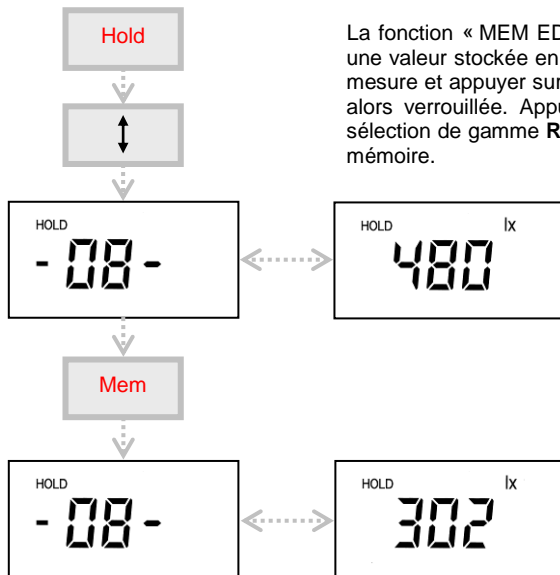 Hold
La fonction « MEM ED
une valeur stockée en
mesure et appuyer sur
alors verrouillée. Appu
sélection de gamme R
mémoire.
HOLD
- 08 -
HOLD lx
480
Mem
HOLD
- 08 -
HOLD lx
302